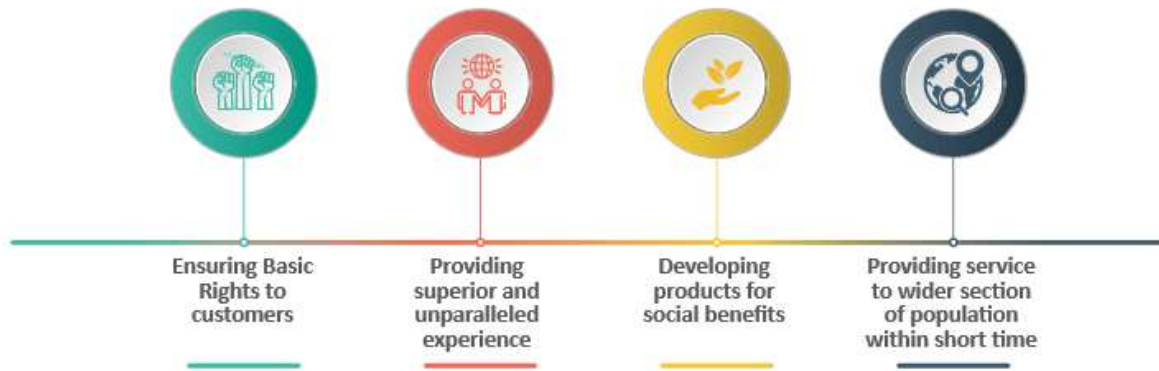 Ensuring Basic
Rights to
customers
Providing
superior and
unparalleled
experience
Developing
products for
social benefits
Providing service
to wider section
of population
within short time